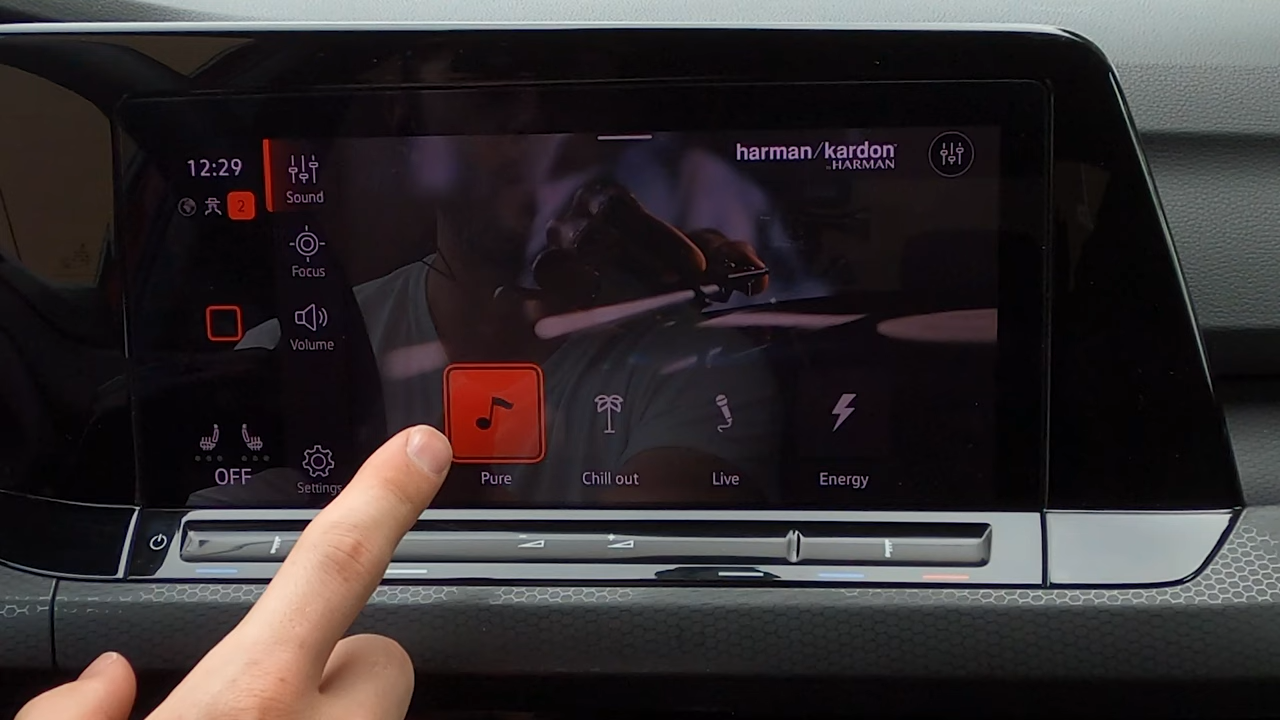 12:29
2
Sound
harman/kardon
by HARMAN
Focus
Volume
OFF
Settings
Pure
Chill out
Live
Energy